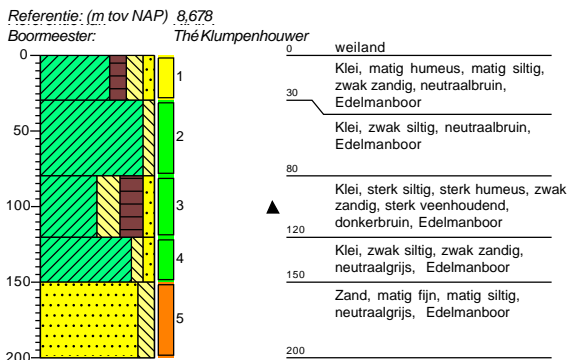 Referentie: (m tov NAP) 8,678
Boormeester: Thé Klumpenhouwer
0
50
100
150
200
1
2
3
4
5
0 weiland
Klei, matig humeus, matig siltig,
zwak zandig, neutraalbruin,
Edelmanboor
30
Klei, zwak siltig, neutraalbruin,
Edelmanboor
80
Klei, sterk siltig, sterk humeus, zwak
zandig, sterk veenhoudend,
donkerbruin, Edelmanboor
120
Klei, zwak siltig, zwak zandig,
neutraalgrijs, Edelmanboor
150
Zand, matig fijn, matig siltig,
neutraalgrijs, Edelmanboor
200